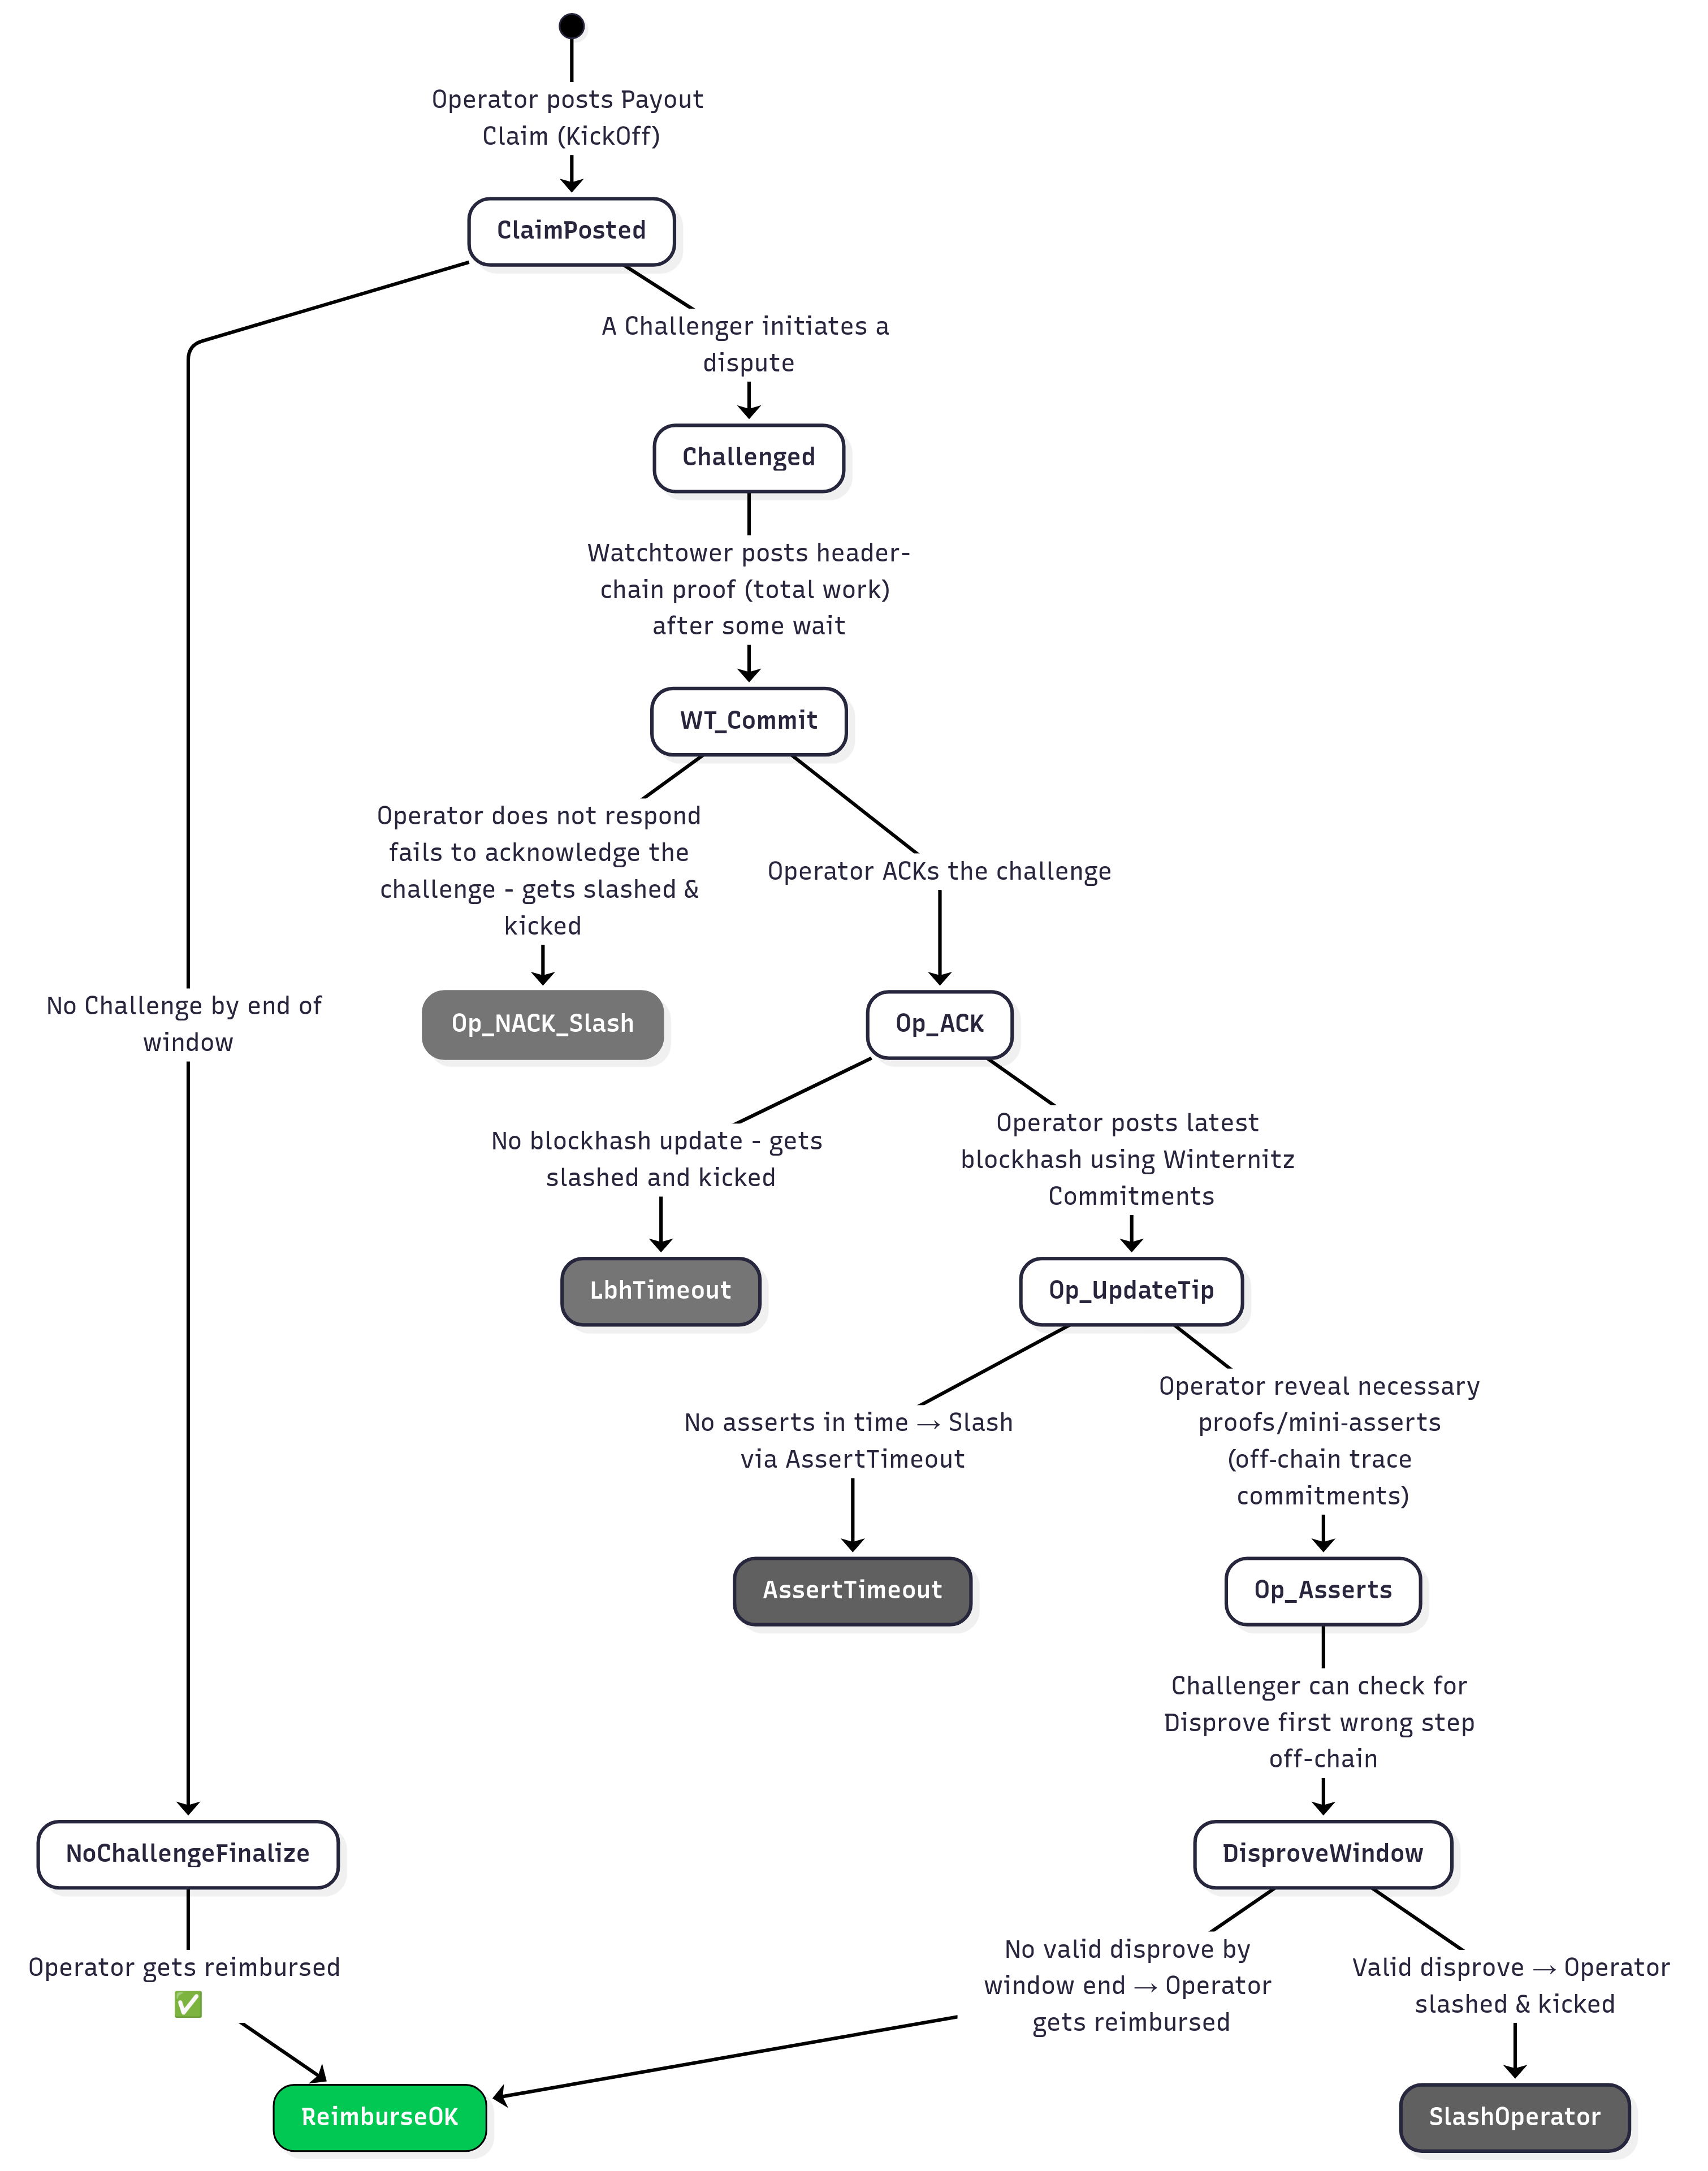 Operator posts Payout
Claim (KickOff)
ClaimPosted
A Challenger initiates a
dispute
Challenged
Watchtower posts header-
chain proof (total work)
after some wait
WT_Commit
Operator does not respond
fails to acknowledge the
challenge - gets slashed &
kicked
Operator ACKs the challenge
No Challenge by end of
window
Op_NACK_Slash
Op_ACK
No blockhash update - gets
slashed and kicked
Operator posts latest
blockhash using Winternitz
Commitments
LbhTimeout
Op_UpdateTip
No asserts in time → Slash
via AssertTimeout
Operator reveal necessary
proofs/mini-asserts
(off-chain trace
commitments)
AssertTimeout
Op_Asserts
Challenger can check for
Disprove first wrong step
off-chain
NoChallengeFinalize
DisproveWindow
Operator gets reimbursed
✅
No valid disprove by
window end → Operator
gets reimbursed
Valid disprove → Operator
slashed & kicked
ReimburseOK
SlashOperator